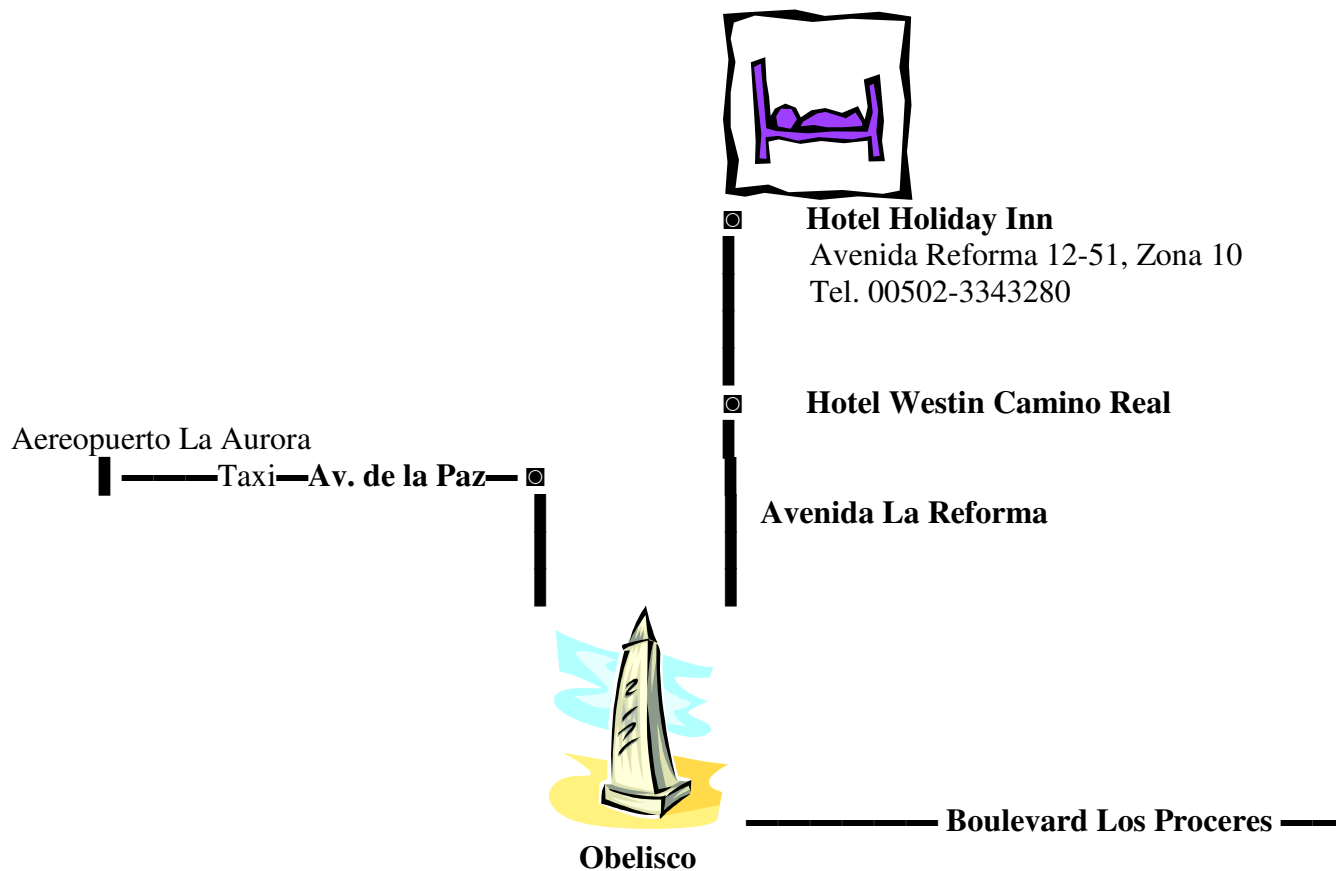 Hotel Holiday Inn
Avenida Reforma 12-51, Zona 10
Tel. 00502-3343280
Hotel Westin Camino Real
Aereopuerto La Aurora
Taxi Av. de la Paz
Avenida La Reforma
Boulevard Los Proceres
Obelisco